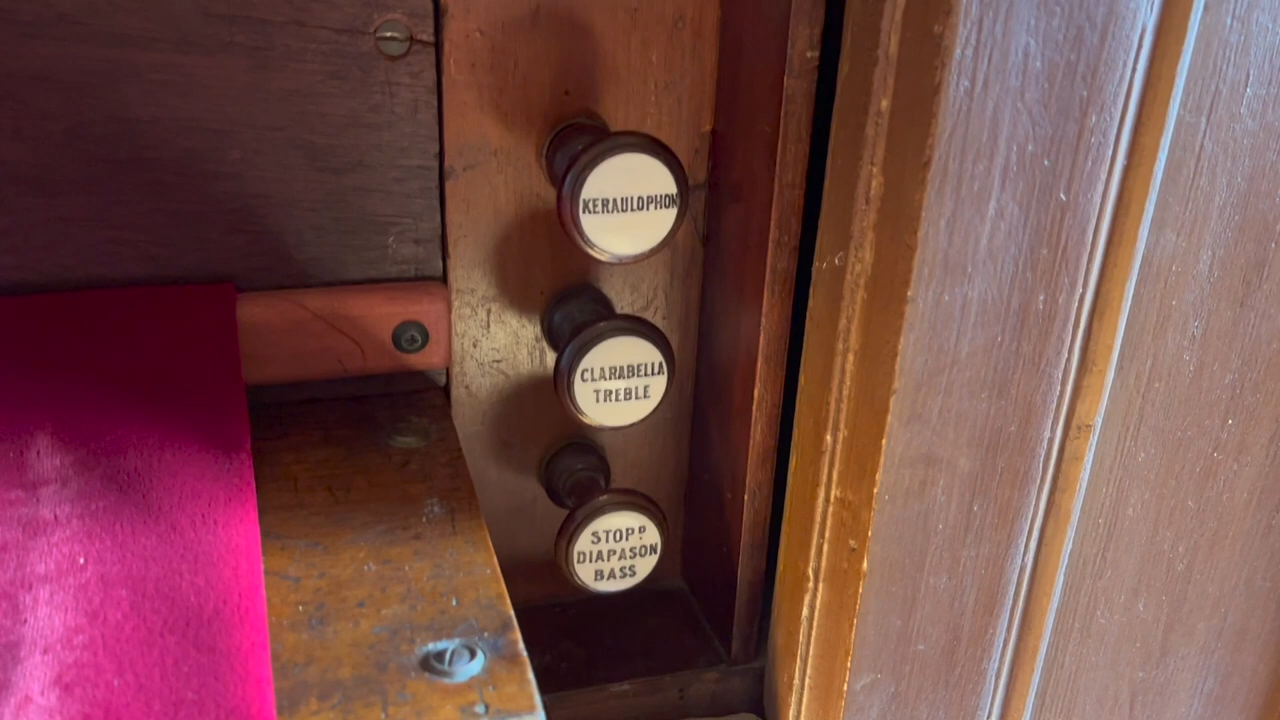 KERAULOPHON
CLARABELLA
TREBLE
STOPD
DIAPASON
BASS